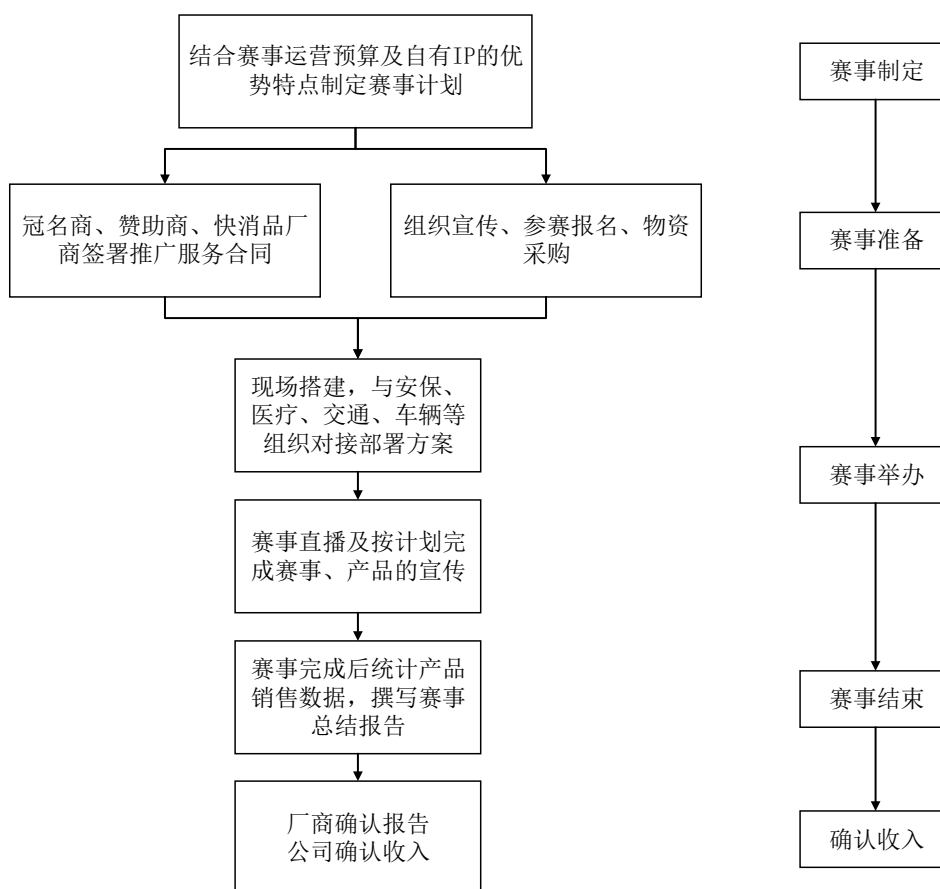 结合赛事运营预算及自有IP的优
势特点制定赛事计划
赛事制定
冠名商、赞助商、快消品厂
商签署推广服务合同
组织宣传、参赛报名、物资
采购
赛事准备
现场搭建，与安保、
医疗、交通、车辆等
组织对接部署方案
赛事举办
赛事直播及按计划完
成赛事、产品的宣传
赛事完成后统计产品
销售数据，撰写赛事
总结报告
赛事结束
厂商确认报告
公司确认收入
确认收入